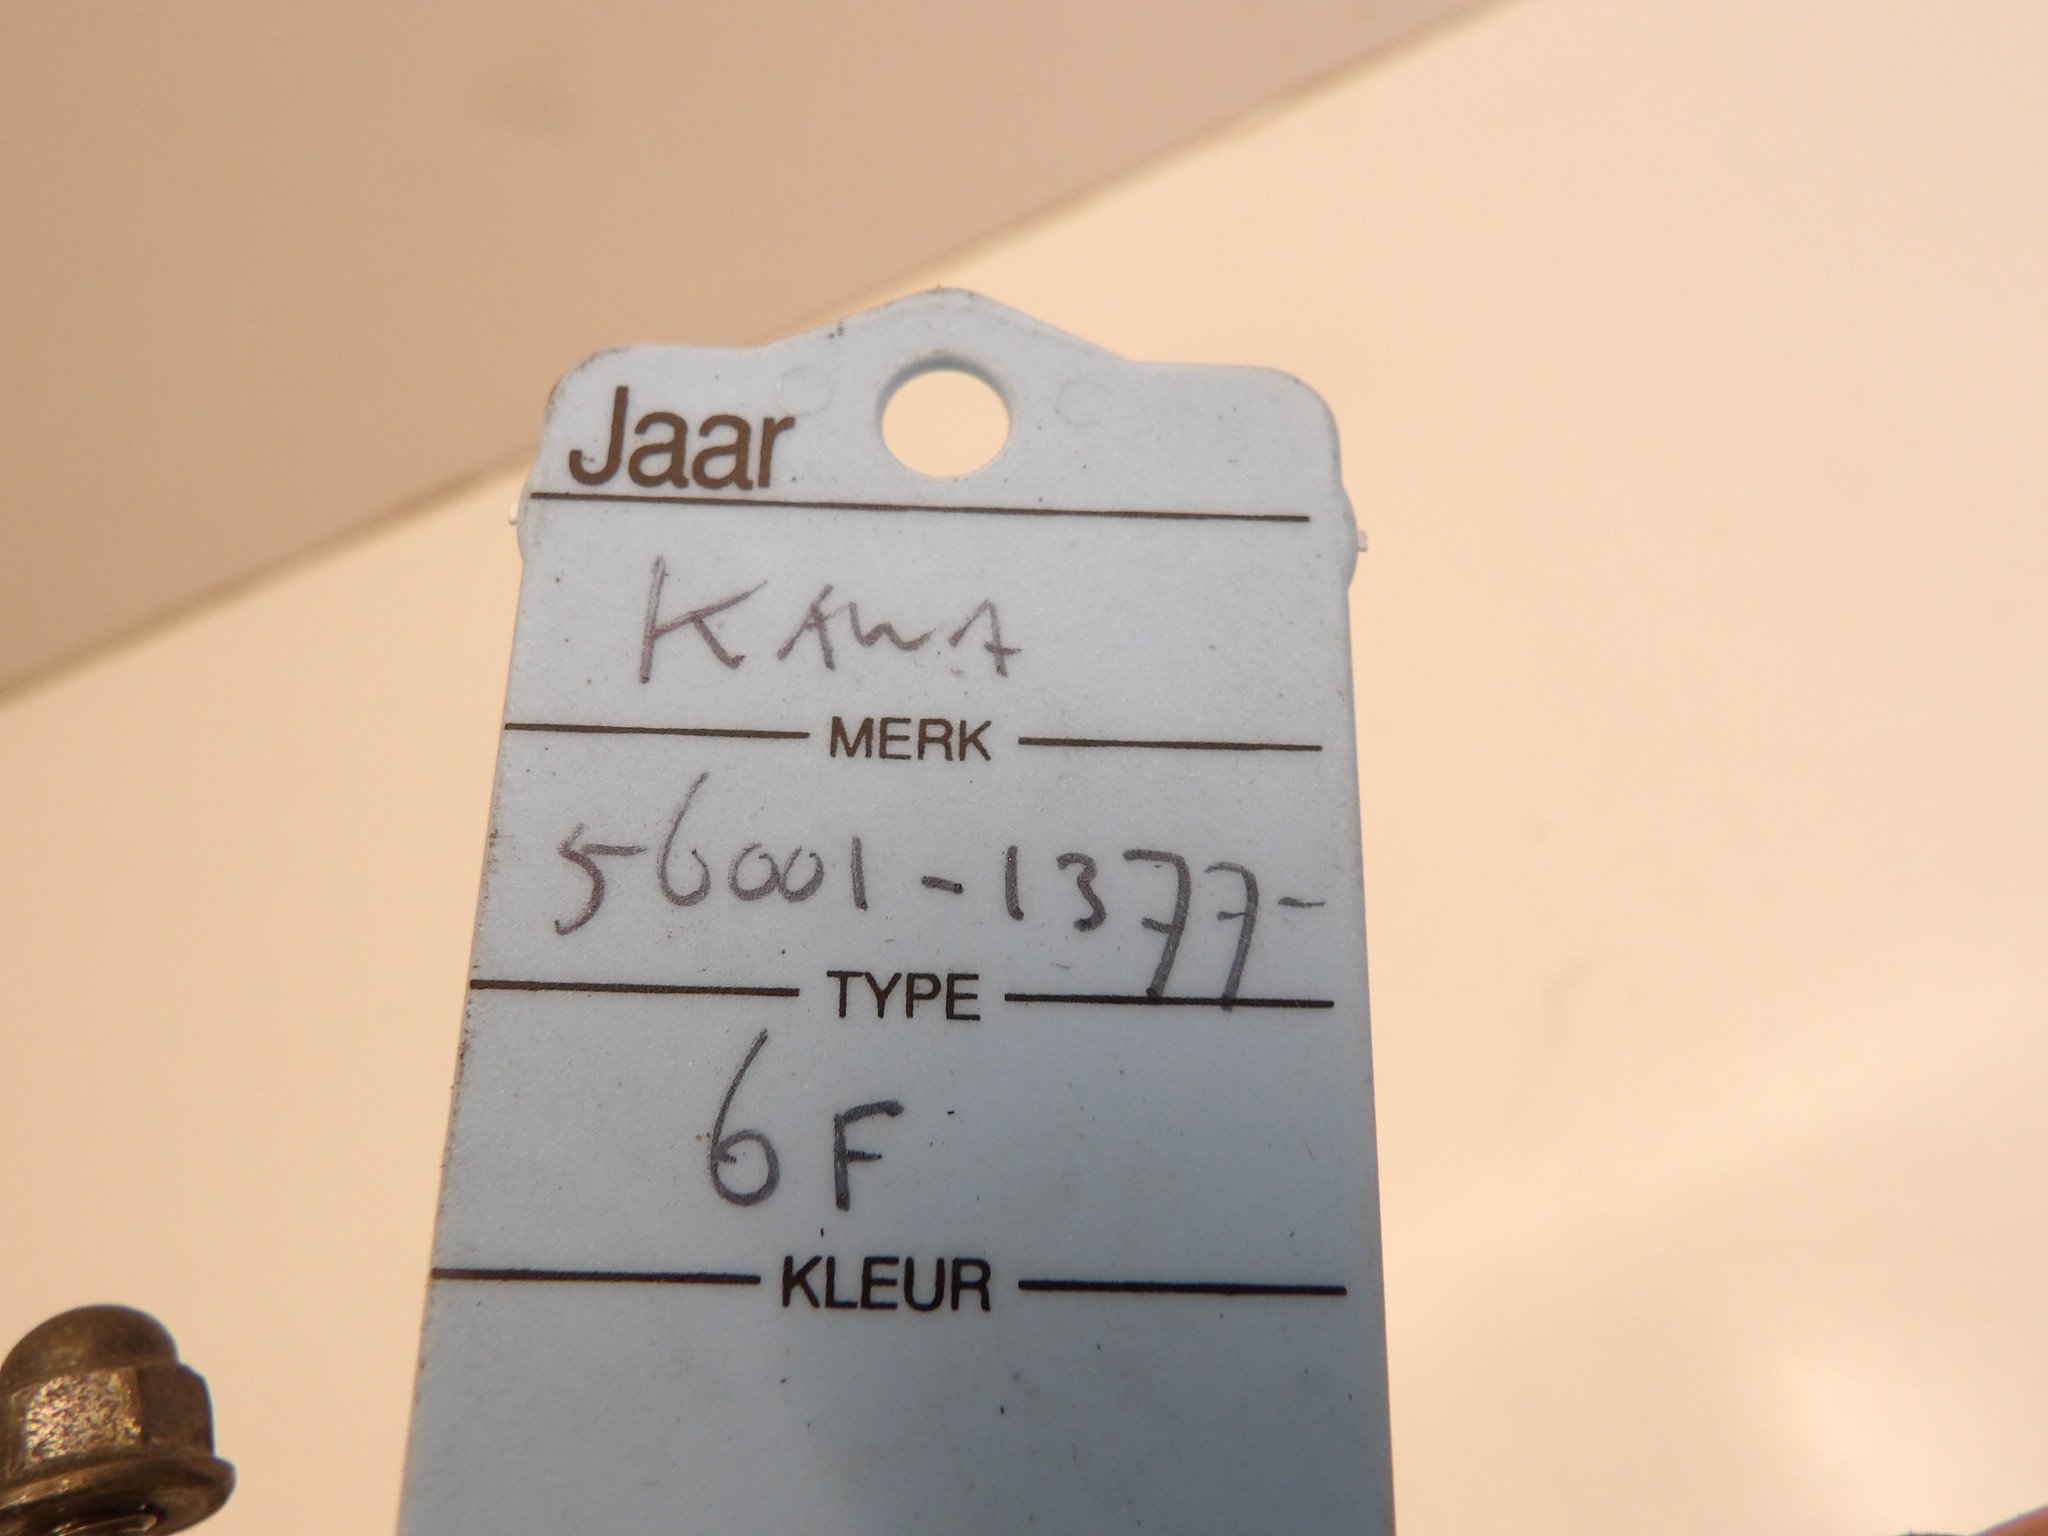 Jaar
KAWA
MERK
56001-1377-
TYPE
6F
KLEUR